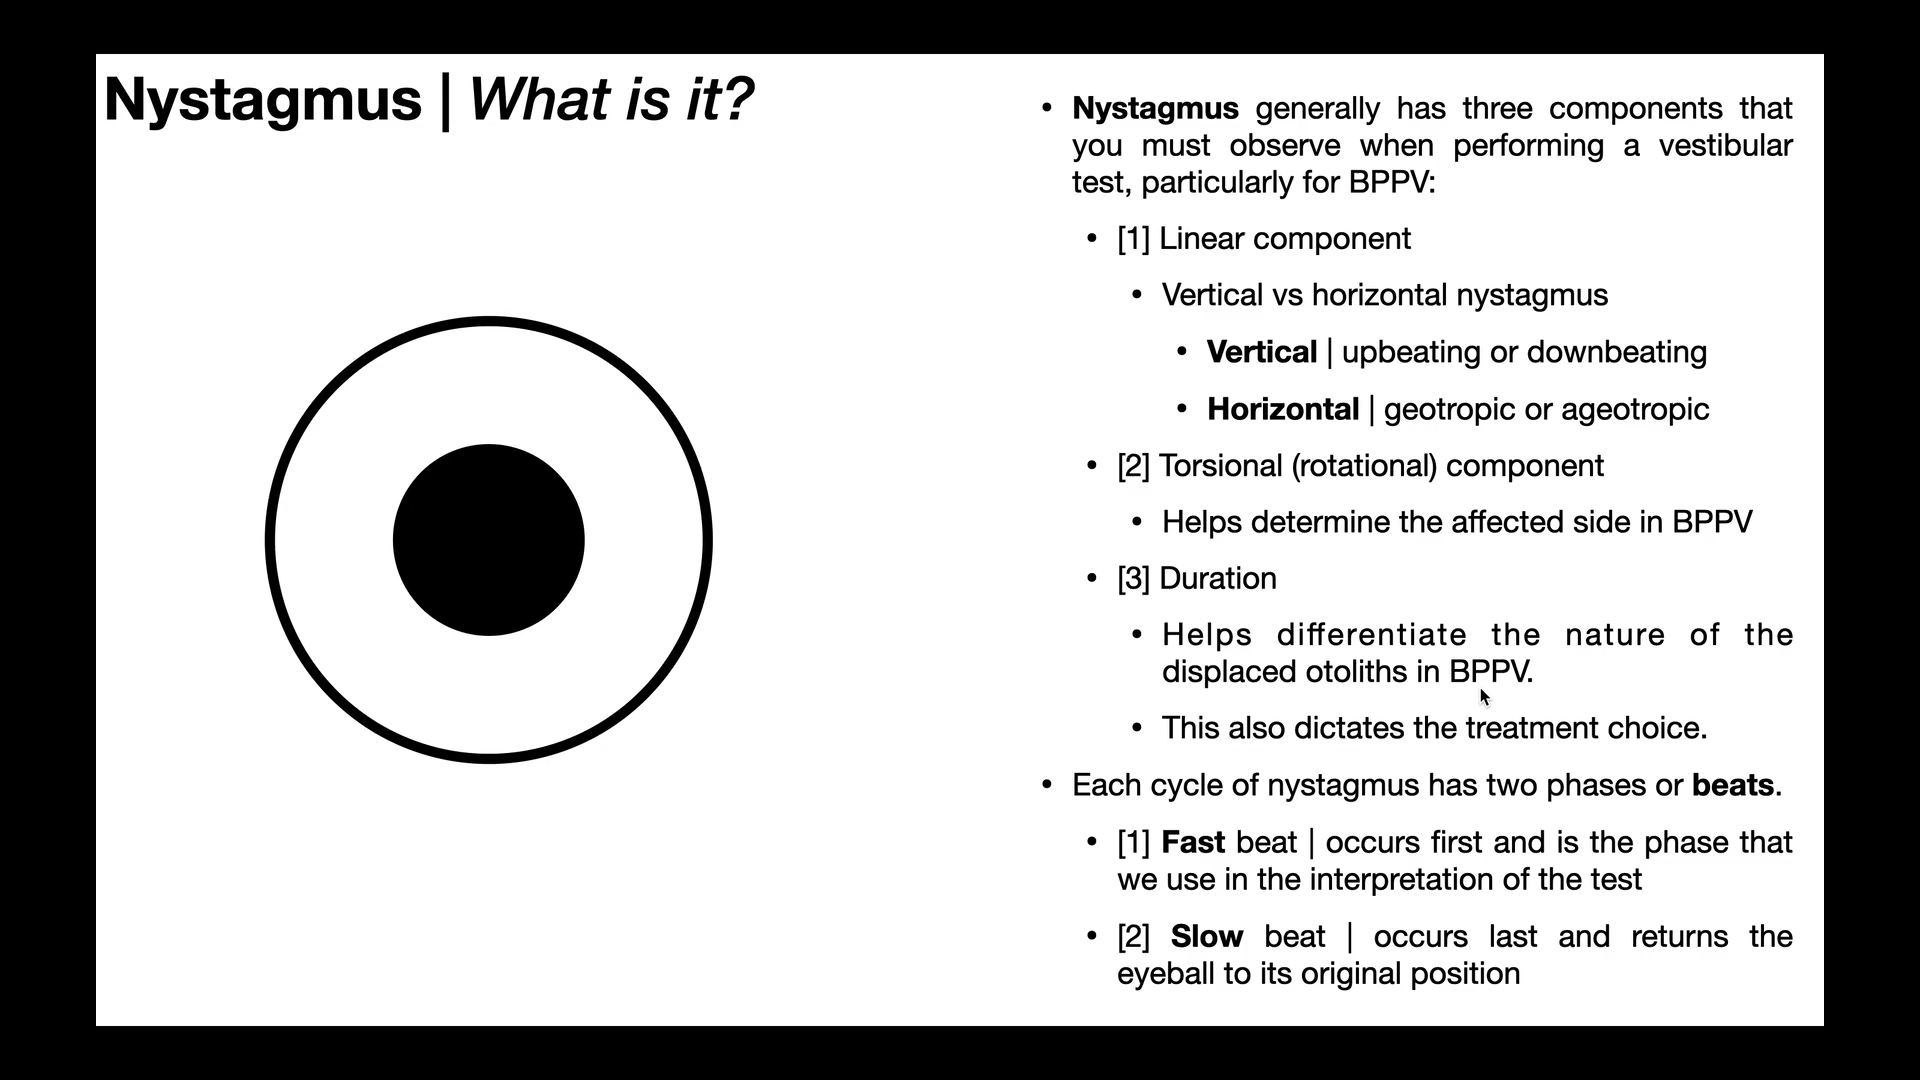 Nystagmus | What is it?
• Nystagmus generally has three components that
you must observe when performing a vestibular
test, particularly for BPPV:
• [1] Linear component
• Vertical vs horizontal nystagmus
• Vertical | upbeating or downbeating
• Horizontal | geotropic or ageotropic
• [2] Torsional (rotational) component
• Helps determine the affected side in BPPV
• [3] Duration
• Helps differentiate the nature of the
displaced otoliths in BPPV.
• This also dictates the treatment choice.
• Each cycle of nystagmus has two phases or beats.
• [1] Fast beat | occurs first and is the phase that
we use in the interpretation of the test
• [2] Slow beat | occurs last and returns the
eyeball to its original position